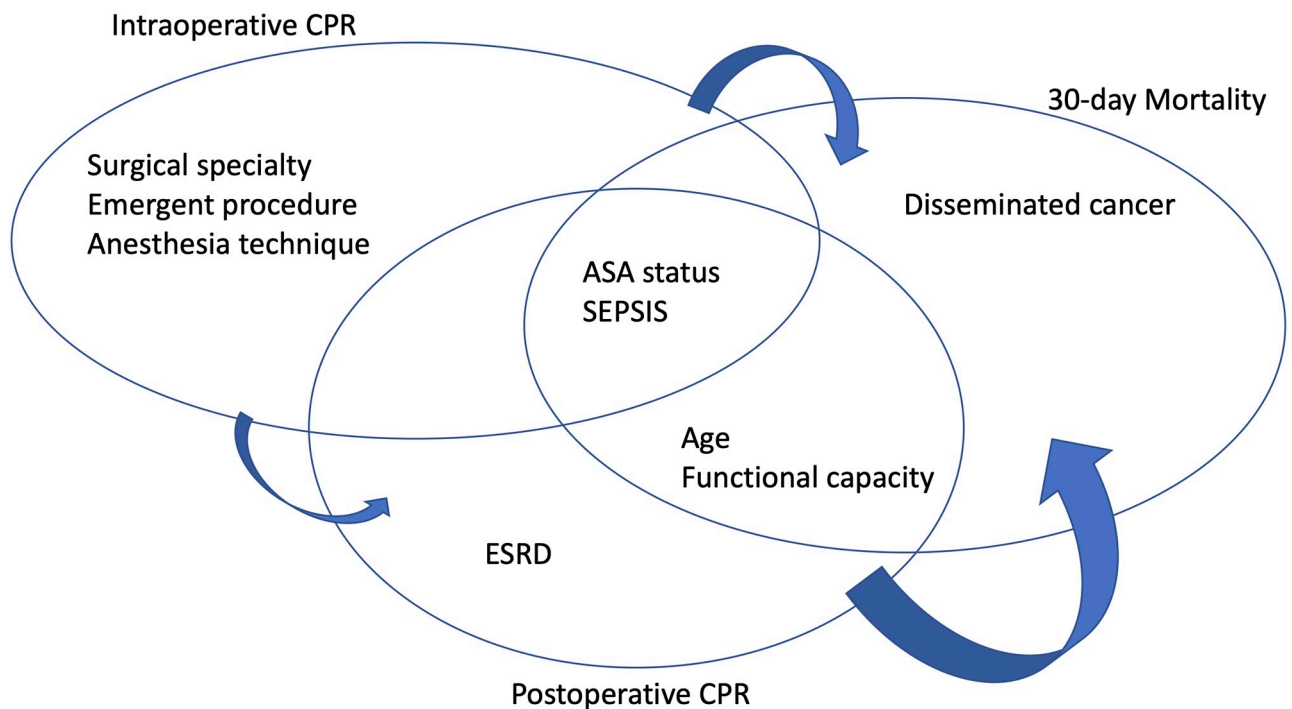 Intraoperative CPR
30-day Mortality
Surgical specialty
Emergent procedure
Anesthesia technique
Disseminated cancer
ASA status
SEPSIS
Age
Functional capacity
ESRD
Postoperative CPR